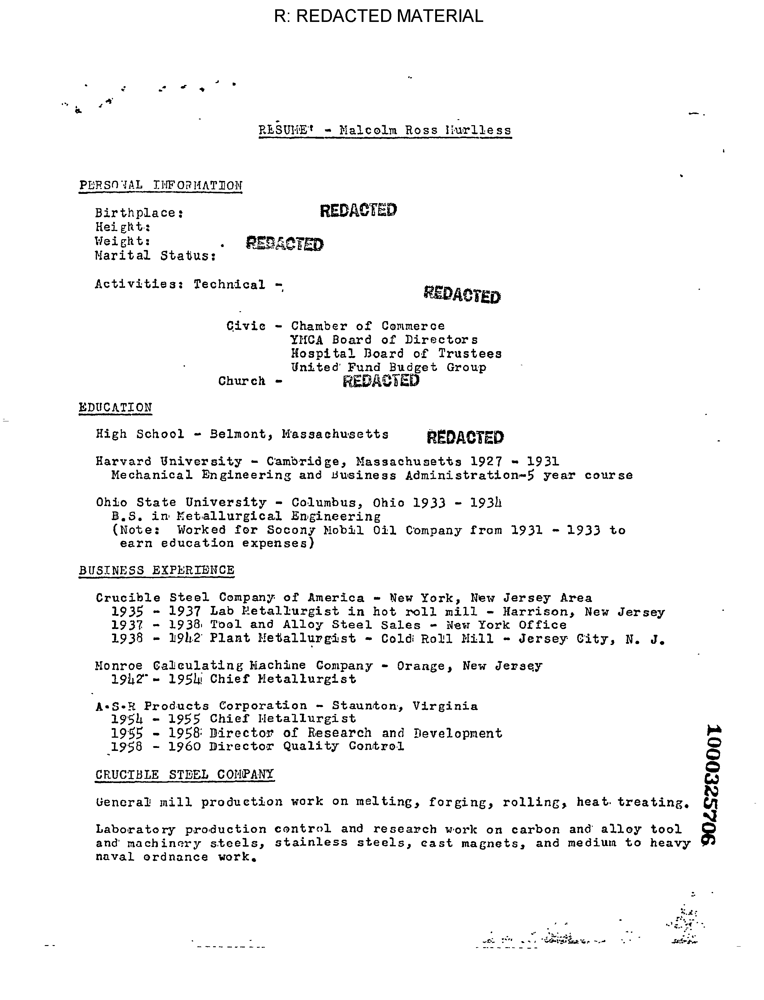 R: REDACTED MATERIAL
RESUME' - Malcolm Ross Hurlless
PERSONAL INFORMATION
Birthplace: REDACTED
Height:
Weight: REDACTED
Marital Status:
Activities: Technical - REDACTED
Civic - Chamber of Commerce
YMCA Board of Directors
Hospital Board of Trustees
United Fund Budget Group
Church - REDACTED
EDUCATION
High School - Belmont, Massachusetts REDACTED
Harvard University - Cambridge, Massachusetts 1927 - 1931
Mechanical Engineering and Business Administration-5 year course
Ohio State University - Columbus, Ohio 1933 - 1934
B.S. in Metallurgical Engineering
(Note: Worked for Socony Mobil Oil Company from 1931 - 1933 to
earn education expenses)
BUSINESS EXPERIENCE
Crucible Steel Company of America - New York, New Jersey Area
1935 - 1937 Lab Metallurgist in hot roll mill - Harrison, New Jersey
1937 - 1938 Tool and Alloy Steel Sales - New York Office
1938 - 1942 Plant Metallurgist - Cold Roll Mill - Jersey City, N. J.
Monroe Calculating Machine Company - Orange, New Jersey
1942 - 1954 Chief Metallurgist
A.S.R Products Corporation - Staunton, Virginia
1954 - 1955 Chief Metallurgist
1955 - 1958 Director of Research and Development
1958 - 1960 Director Quality Control
CRUCIBLE STEEL COMPANY
General mill production work on melting, forging, rolling, heat treating.
Laboratory production control and research work on carbon and alloy tool
and machinery steels, stainless steels, cast magnets, and medium to heavy
naval ordnance work.
1000325706